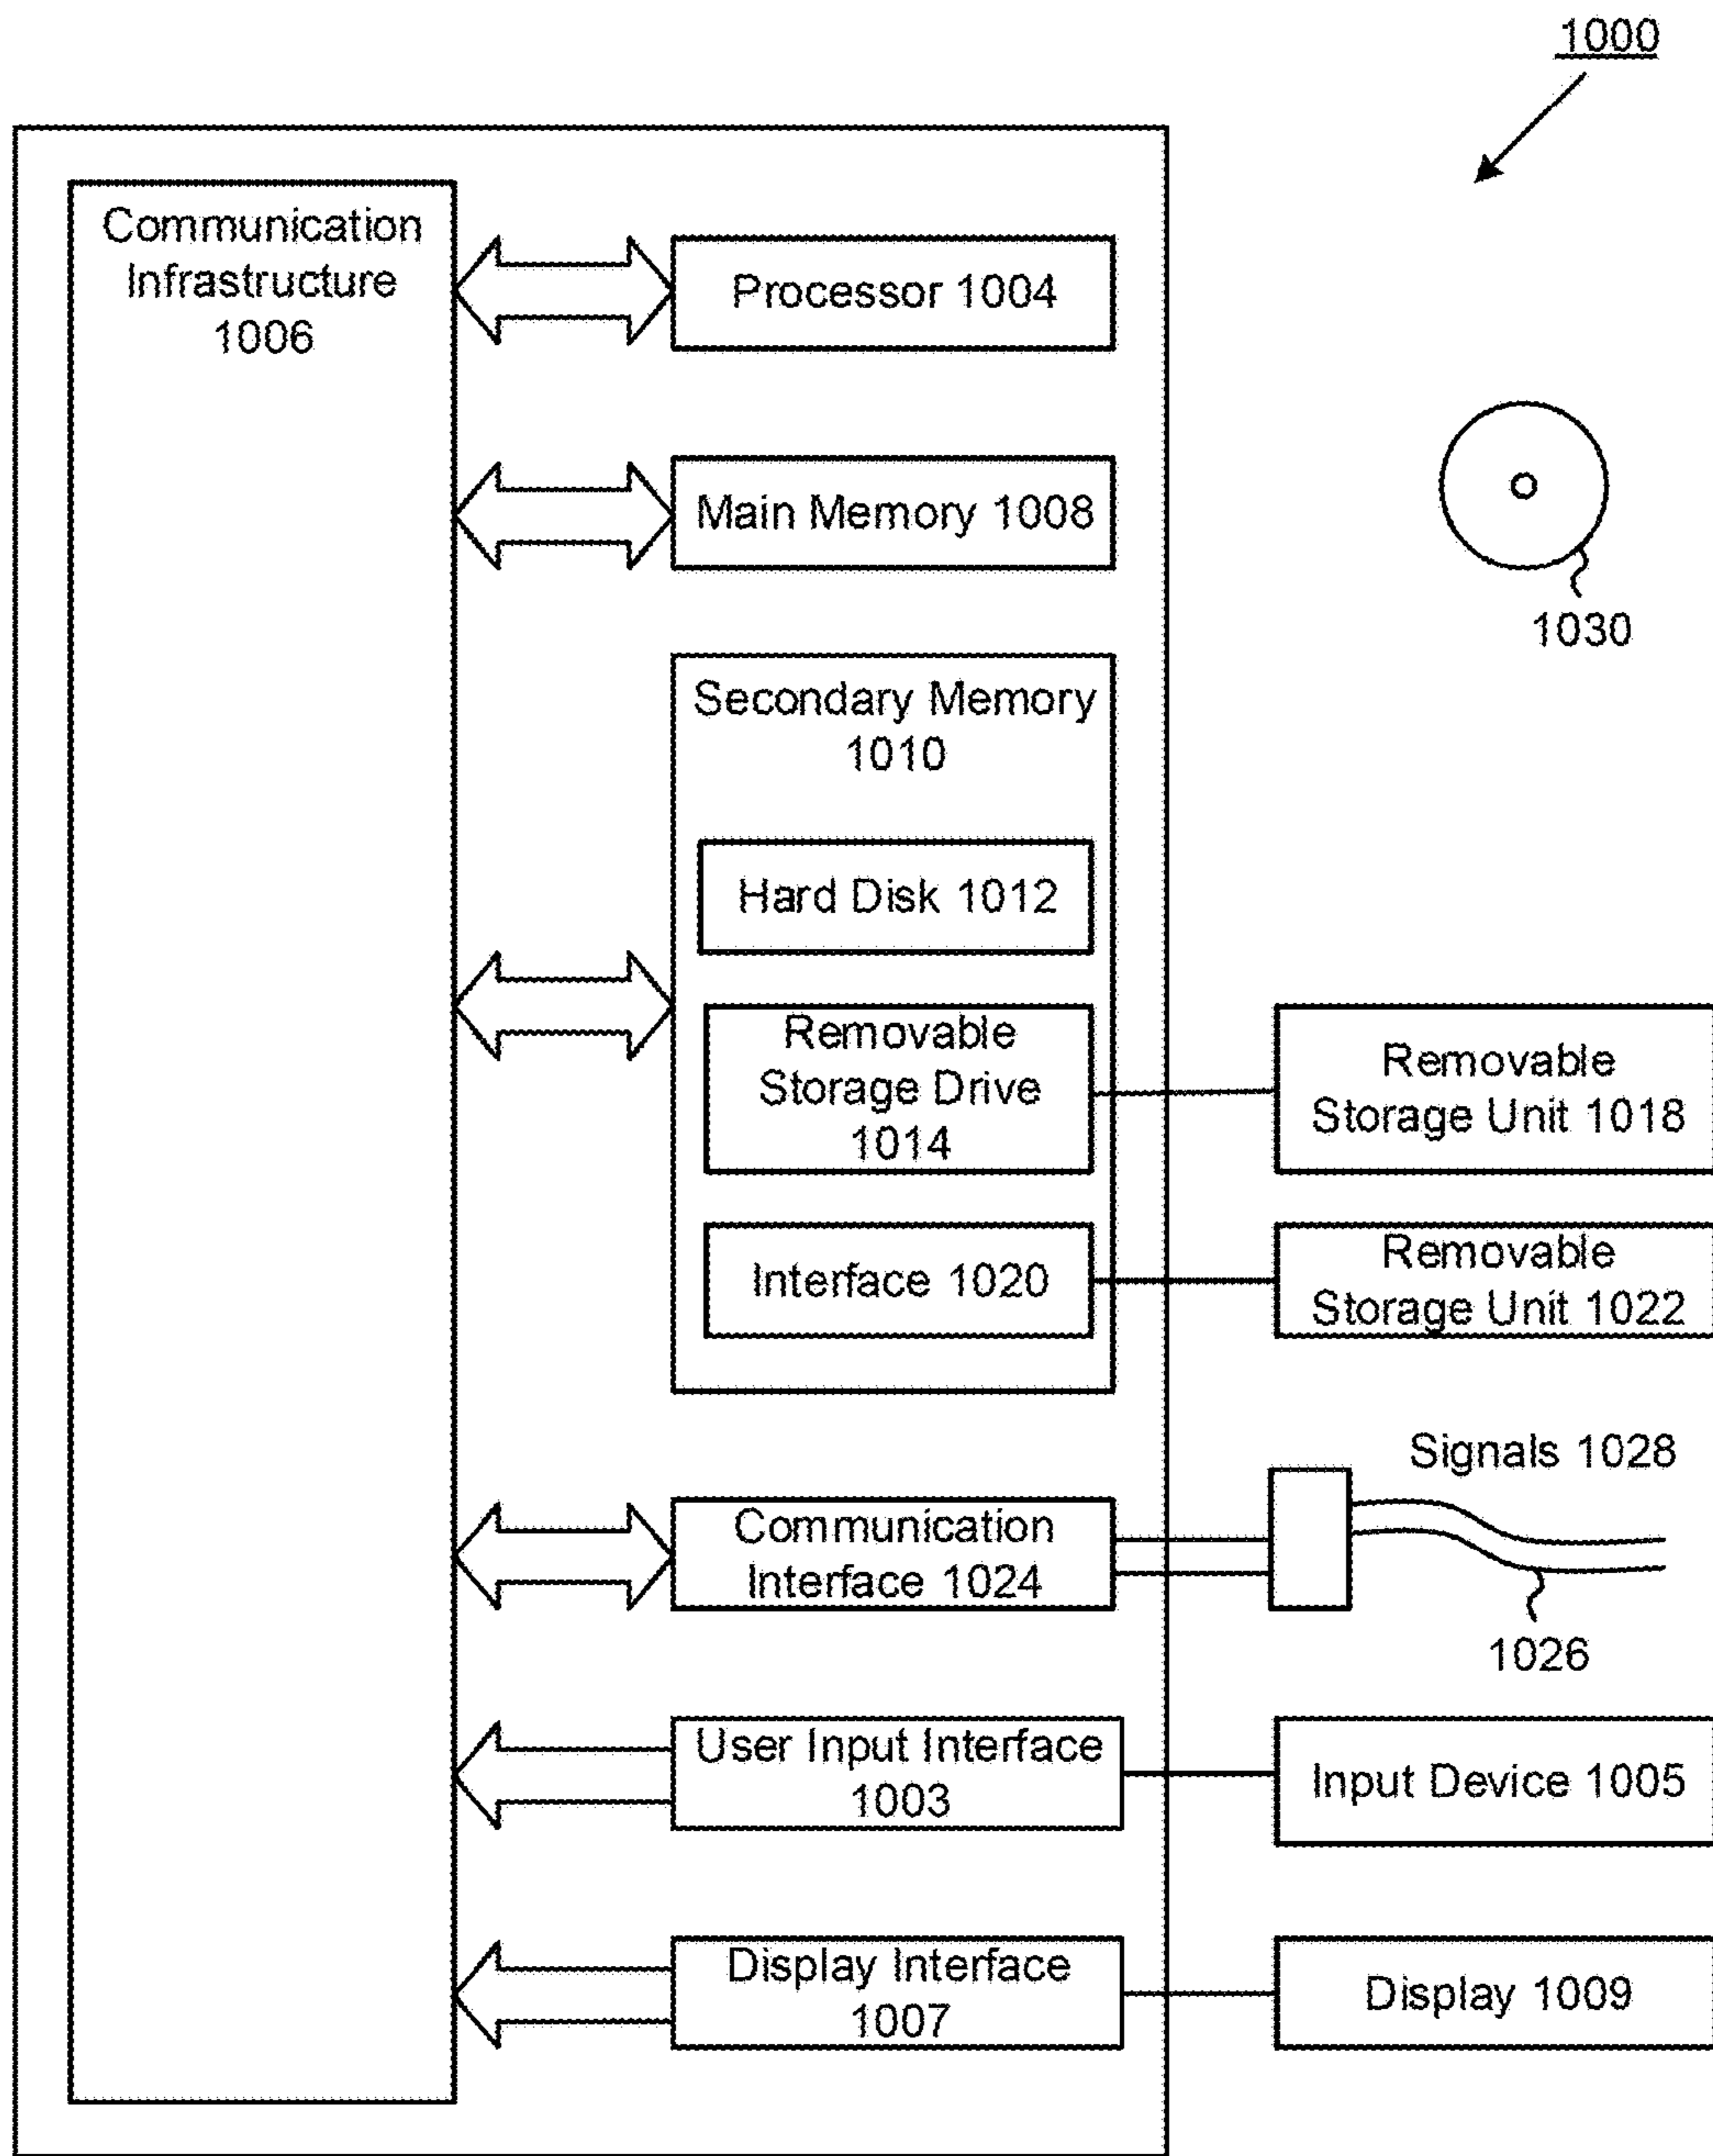 1000
Communication
Infrastructure
1006
Processor 1004
Main Memory 1008
1030
Secondary Memory
1010
Hard Disk 1012
Removable
Storage Drive
1014
Removable
Storage Unit 1018
Interface 1020
Removable
Storage Unit 1022
Signals 1028
Communication
Interface 1024
1026
User Input Interface
1003
Input Device 1005
Display Interface
1007
Display 1009